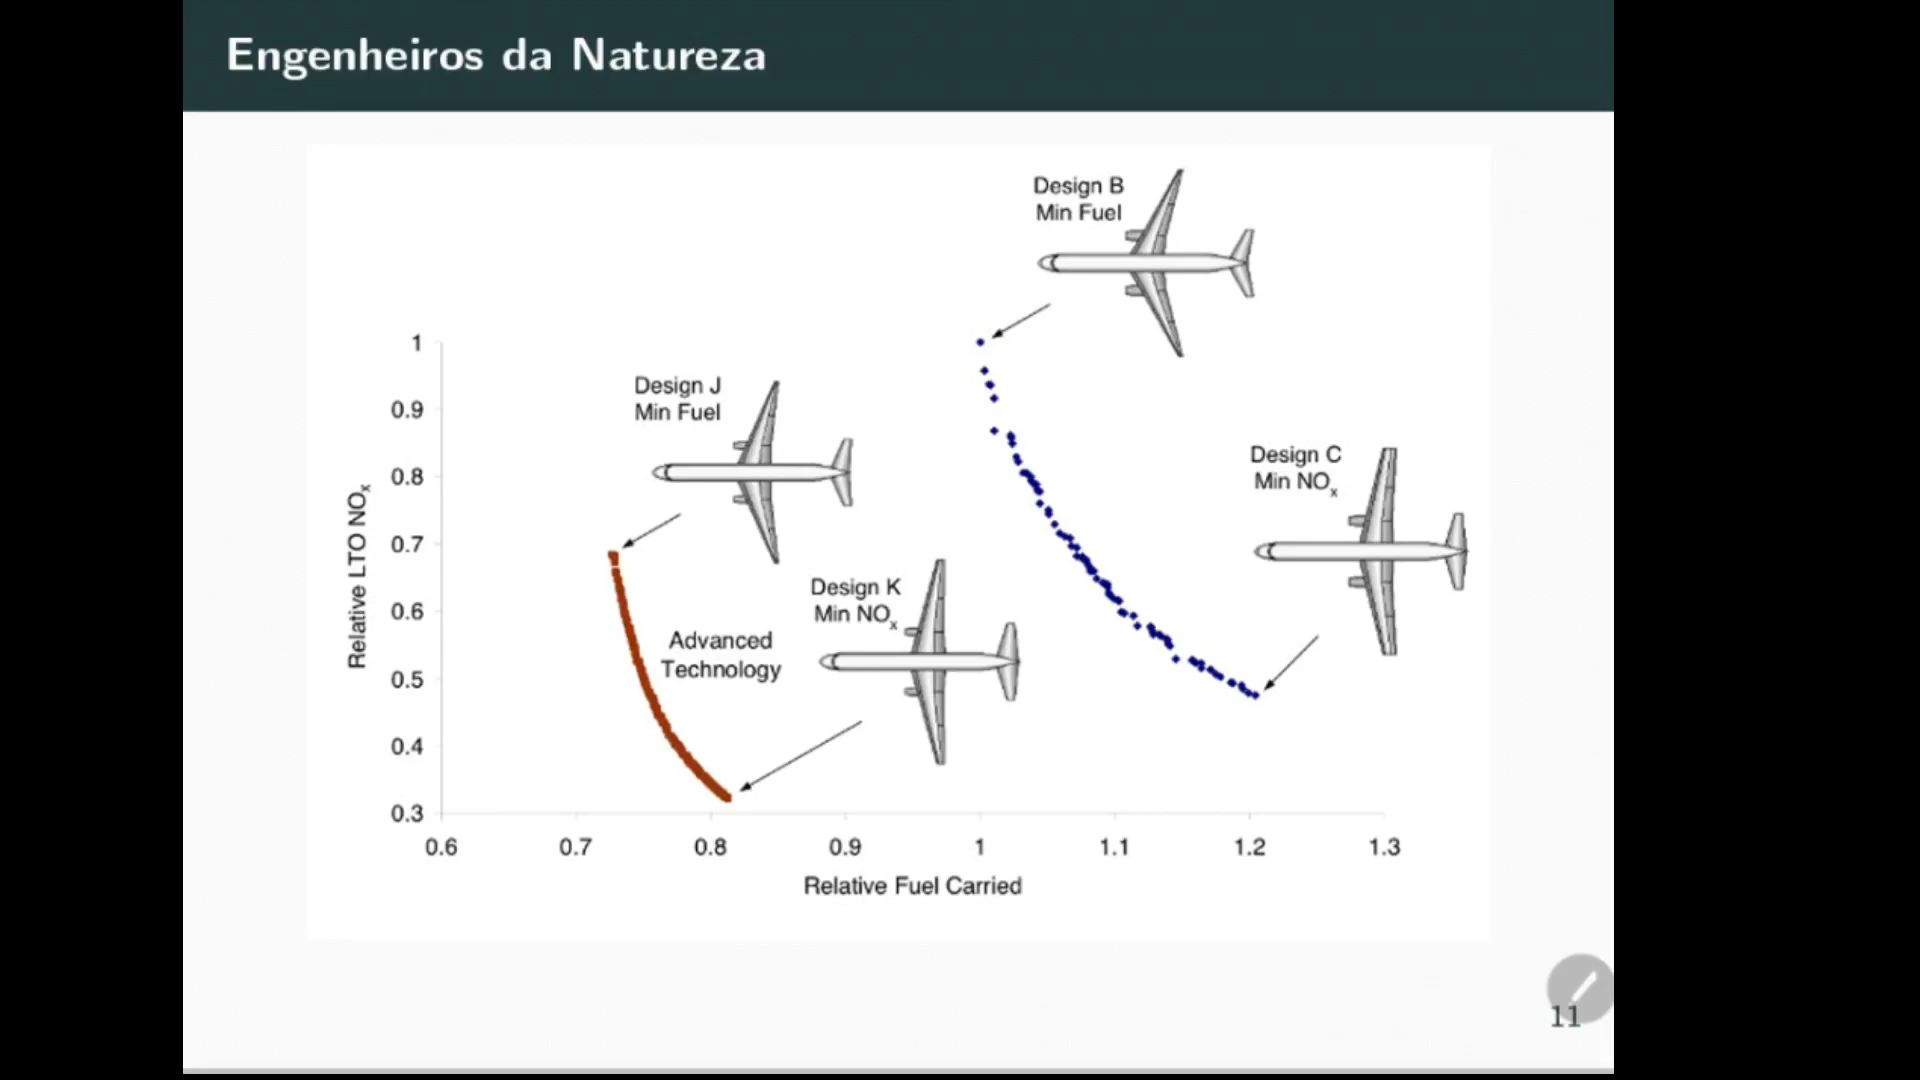 Engenheiros da Natureza
Design B
Min Fuel
Design J
Min Fuel
Design C
Min NOx
Design K
Min NOx
Advanced
Technology
Relative LTO NOx
1
0.9
0.8
0.7
0.6
0.5
0.4
0.3
0.6 0.7 0.8 0.9 1 1.1 1.2 1.3
Relative Fuel Carried
11